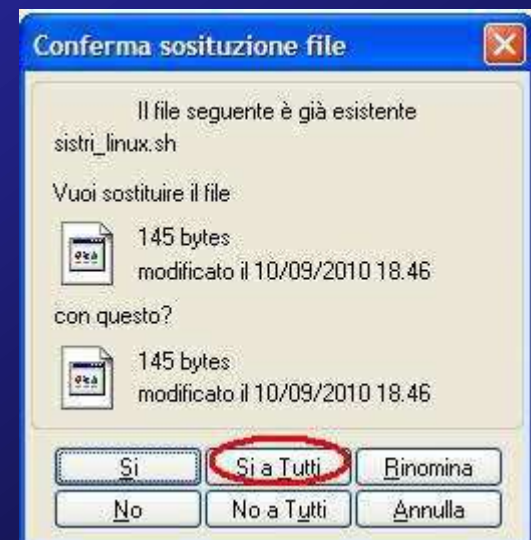 Conferma sosituzione file
Il file seguente è già esistente
sistri_linux.sh
Vuoi sostituire il file
145 bytes
modificato il 10/09/2010 18.46
con questo?
145 bytes
modificato il 10/09/2010 18.46
Si Si a Tutti Rinomina
No No a Tutti Annulla